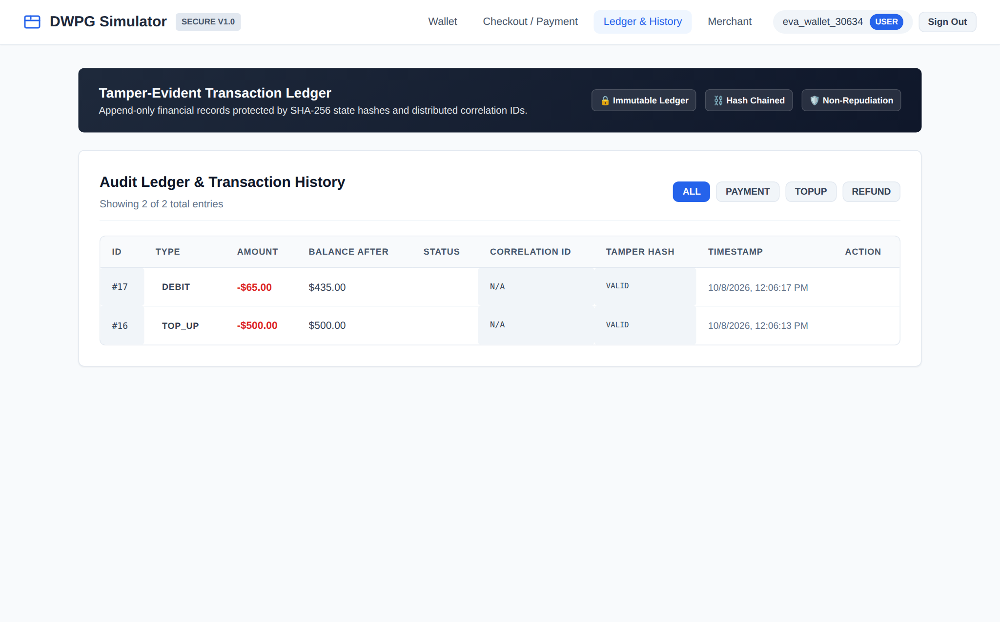 DWPG Simulator SECURE V1.0 Wallet Checkout / Payment Ledger & History Merchant eva_wallet_30634 USER Sign Out
Tamper-Evident Transaction Ledger
Append-only financial records protected by SHA-256 state hashes and distributed correlation IDs.
🔒 Immutable Ledger ⛓️ Hash Chained 🛡️ Non-Repudiation
Audit Ledger & Transaction History
Showing 2 of 2 total entries
ALL PAYMENT TOPUP REFUND
ID TYPE AMOUNT BALANCE AFTER STATUS CORRELATION ID TAMPER HASH TIMESTAMP ACTION
#17 DEBIT -$65.00 $435.00 N/A VALID 10/8/2026, 12:06:17 PM
#16 TOP_UP -$500.00 $500.00 N/A VALID 10/8/2026, 12:06:13 PM